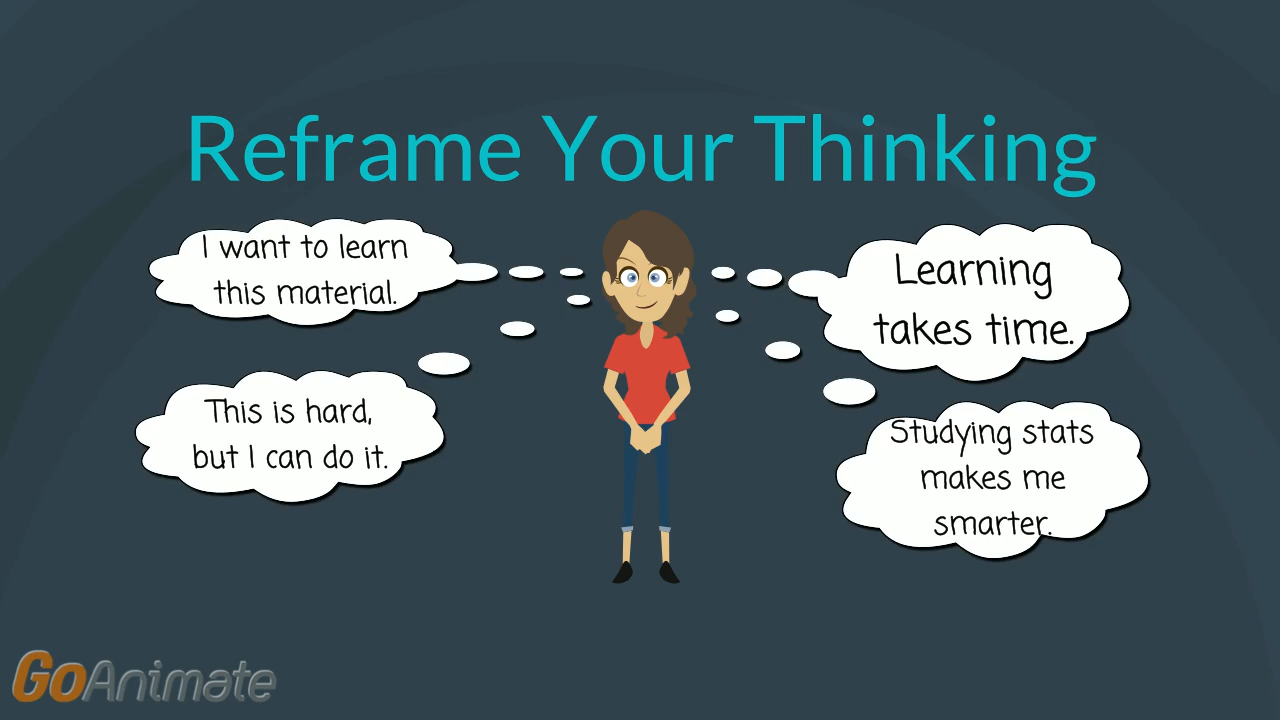 Reframe Your Thinking
I want to learn
this material.
Learning
takes time.
This is hard,
but I can do it.
Studying stats
makes me
smarter.
GoAnimate